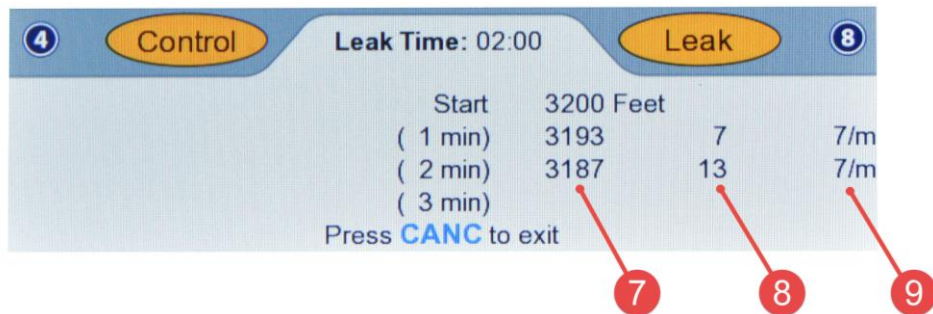 4 Control Leak Time: 02:00 Leak 8
Start 3200 Feet
( 1 min) 3193 7 7/m
( 2 min) 3187 13 7/m
( 3 min)
Press CANC to exit
7 8 9